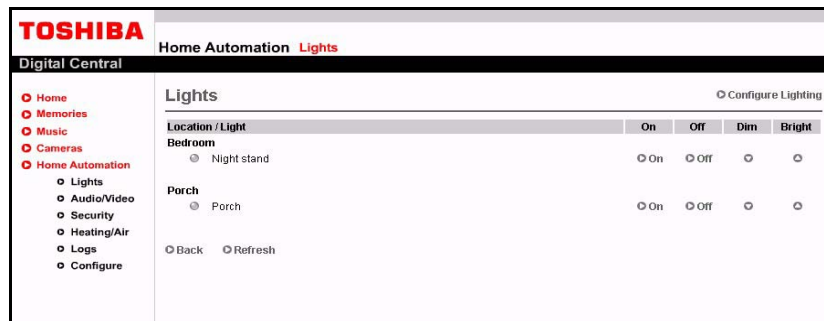 TOSHIBA
Home Automation Lights
Digital Central
Home
Memories
Music
Cameras
Home Automation
Lights
Audio/Video
Security
Heating/Air
Logs
Configure
Lights
Configure Lighting
Location / Light On Off Dim Bright
Bedroom
Night stand On Off
Porch
Porch On Off
Back Refresh